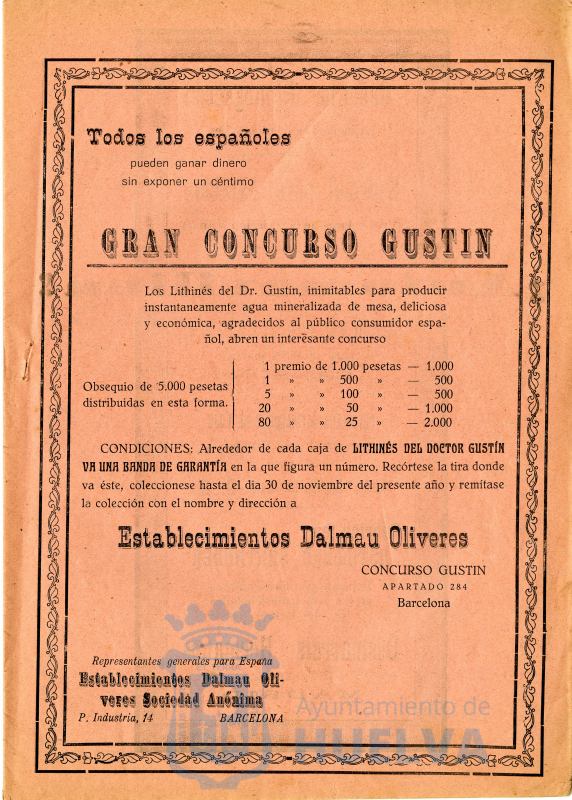 Todos los españoles
pueden ganar dinero
sin exponer un céntimo
GRAN CONCURSO GUSTIN
Los Lithinés del Dr. Gustín, inimitables para producir
instantaneamente agua mineralizada de mesa, deliciosa
y económica, agradecidos al público consumidor espa-
ñol, abren un interesante concurso
Obsequio de 5.000 pesetas
distribuidas en esta forma.
1 premio de 1.000 pesetas — 1.000
1 » » 500 » — 500
5 » » 100 » — 500
20 » » 50 » — 1.000
80 » » 25 » — 2.000
CONDICIONES: Alrededor de cada caja de LITHINÉS DEL DOCTOR GUSTÍN
VA UNA BANDA DE GARANTÍA en la que figura un número. Recórtese la tira donde
va éste, coleccionese hasta el dia 30 de noviembre del presente año y remítase
la colección con el nombre y dirección a
Establecimientos Dalmau Oliveres
CONCURSO GUSTIN
APARTADO 284
Barcelona
Representantes generales para España
Establecimientos Dalmau Oli-
veres Sociedad Anónima
P. Industria, 14 BARCELONA
Ayuntamiento de
HUELVA